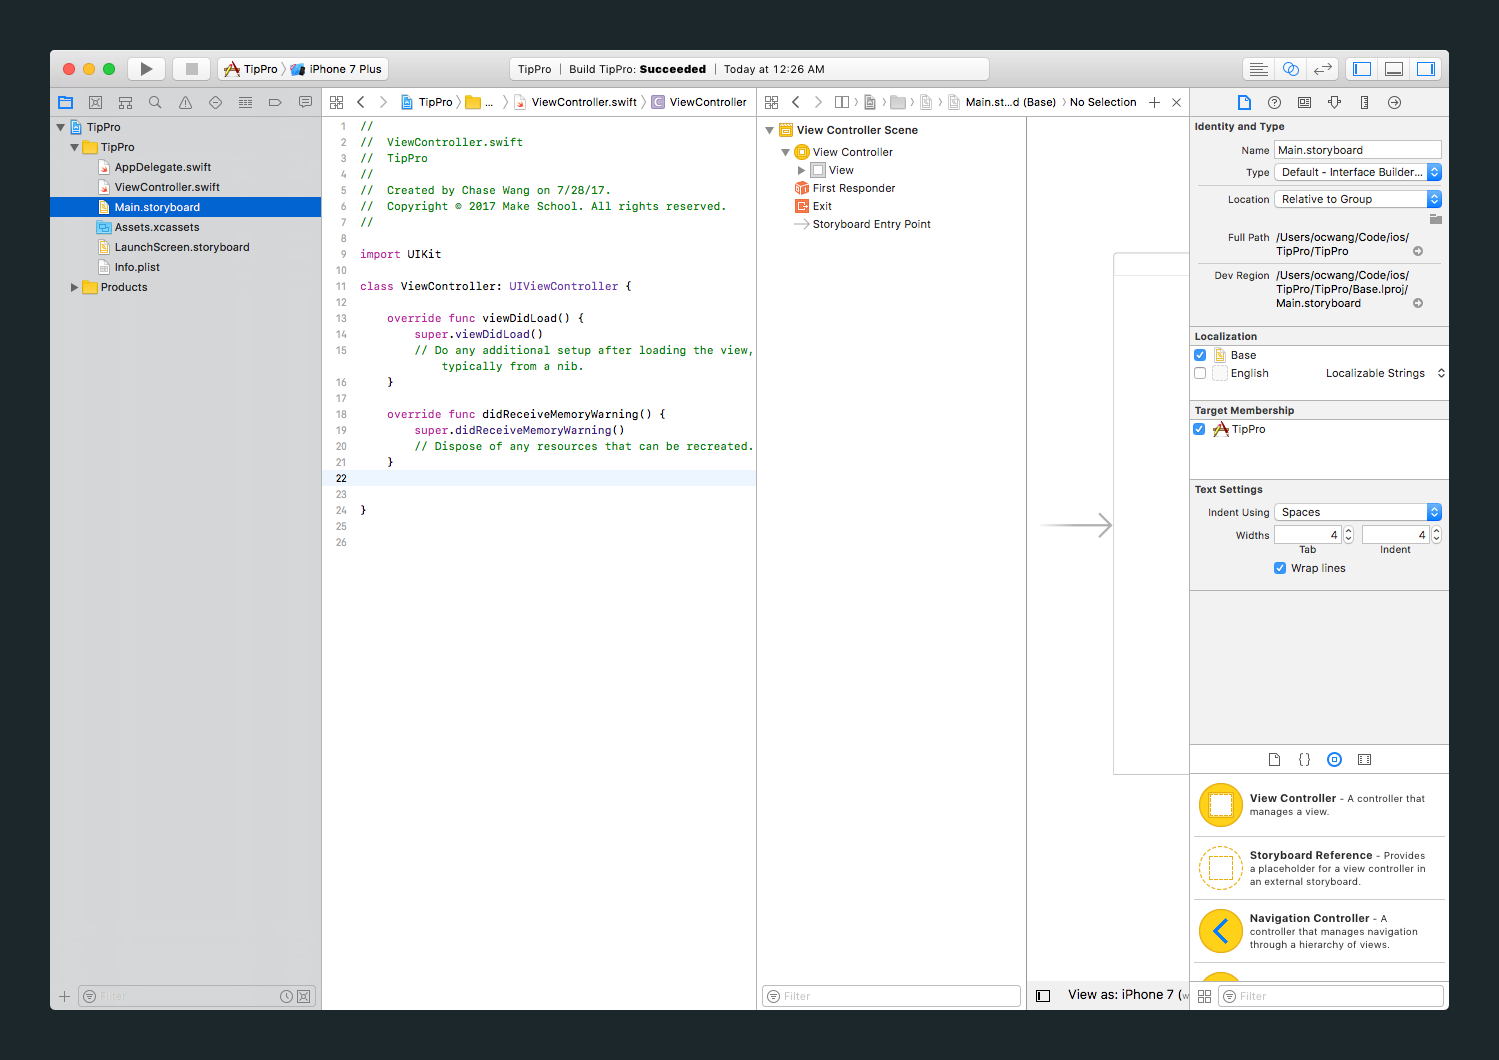 TipPro
iPhone 7 Plus
TipPro | Build TipPro: Succeeded | Today at 12:26 AM
TipPro
TipPro
AppDelegate.swift
ViewController.swift
Main.storyboard
Assets.xcassets
LaunchScreen.storyboard
Info.plist
Products
Filter
TipPro
...
ViewController.swift
ViewController
1 //
2 //  ViewController.swift
3 //  TipPro
4 //
5 //  Created by Chase Wang on 7/28/17.
6 //  Copyright © 2017 Make School. All rights reserved.
7 //
8
9 import UIKit
10
11 class ViewController: UIViewController {
12
13     override func viewDidLoad() {
14         super.viewDidLoad()
15         // Do any additional setup after loading the view,
typically from a nib.
16     }
17
18     override func didReceiveMemoryWarning() {
19         super.didReceiveMemoryWarning()
20         // Dispose of any resources that can be recreated.
21     }
22
23
24 }
25
26
Main.st...d (Base)
No Selection
View Controller Scene
View Controller
View
First Responder
Exit
Storyboard Entry Point
Filter
View as: iPhone 7 (w
Identity and Type
Name Main.storyboard
Type Default - Interface Builder...
Location Relative to Group
Full Path /Users/ocwang/Code/ios/
TipPro/TipPro
Dev Region /Users/ocwang/Code/ios/
TipPro/TipPro/Base.lproj/
Main.storyboard
Localization
Base
English Localizable Strings
Target Membership
TipPro
Text Settings
Indent Using Spaces
Widths 4 4
Tab Indent
Wrap lines
{}
View Controller - A controller that
manages a view.
Storyboard Reference - Provides
a placeholder for a view controller in
an external storyboard.
Navigation Controller - A
controller that manages navigation
through a hierarchy of views.
Filter